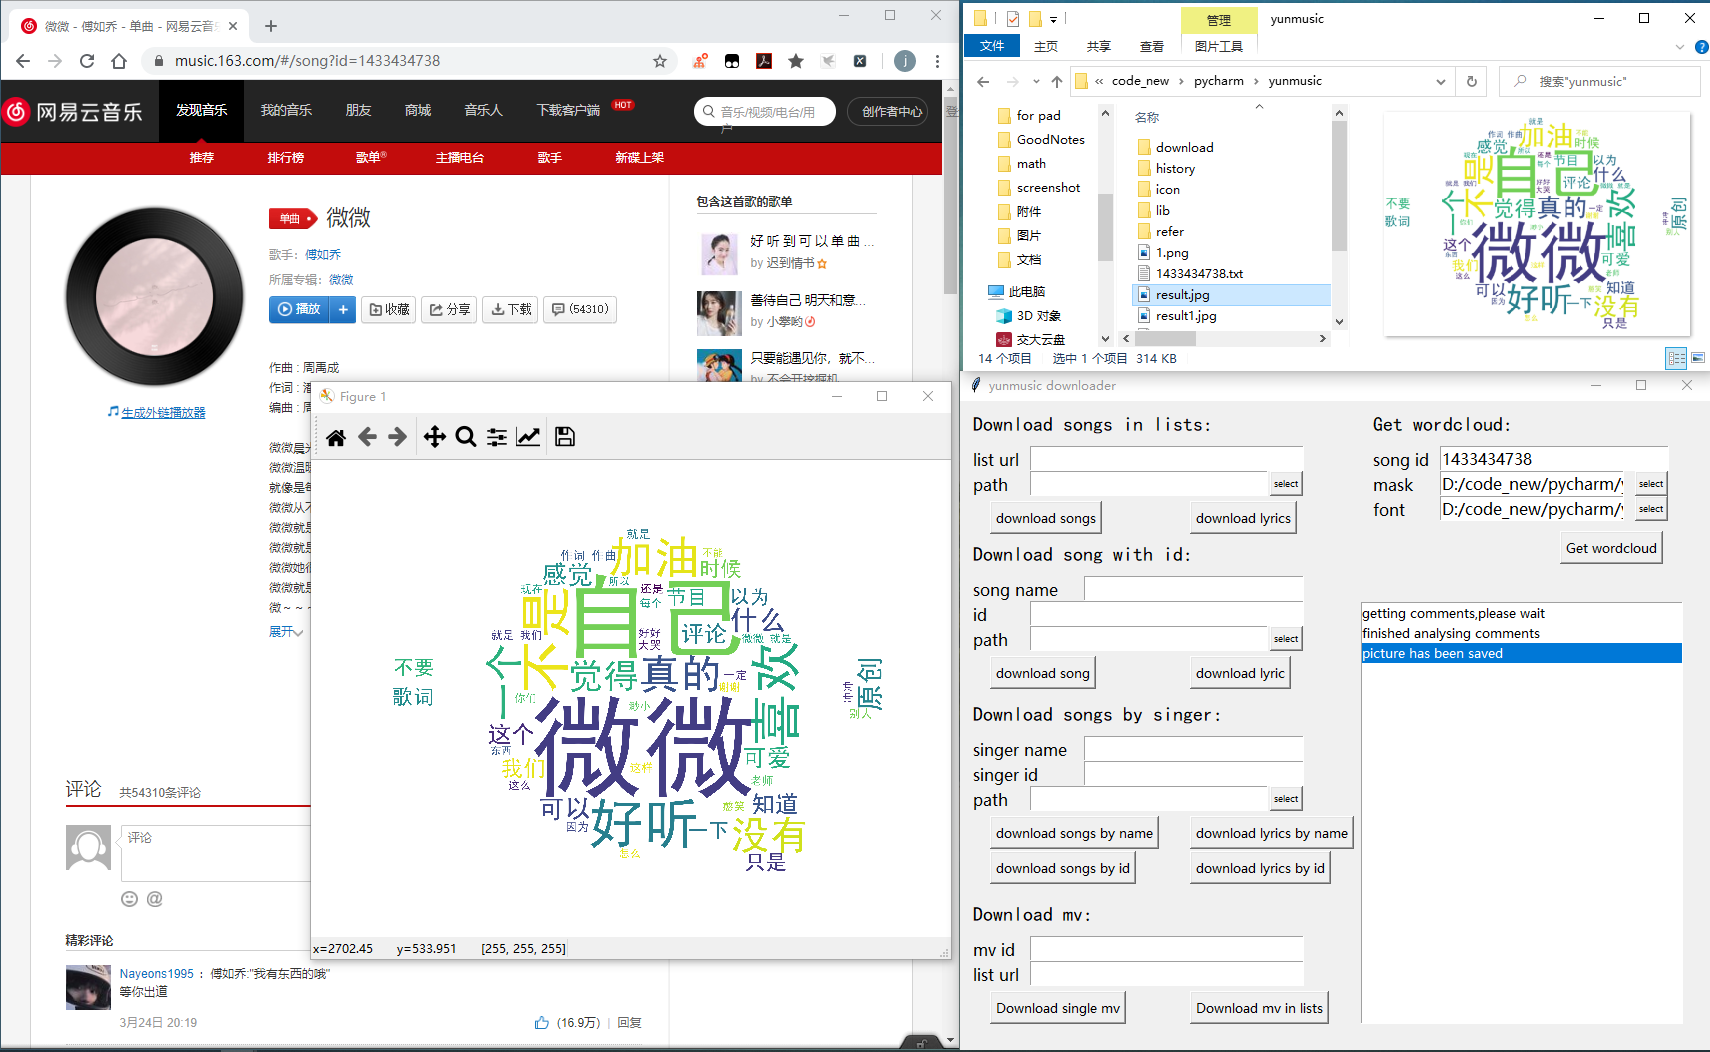 微微 - 傅如乔 - 单曲 - 网易云音乐
music.163.com/#/song?id=1433434738
j
网易云音乐
发现音乐
我的音乐
朋友
商城
音乐人
下载客户端
HOT
音乐/视频/电台/用户
创作者中心
登
推荐
排行榜
歌单®
主播电台
歌手
新碟上架
单曲
微微
歌手：傅如乔
所属专辑：微微
播放
+
收藏
分享
下载
(54310)
作曲 : 周禹成
作词 : 潘
编曲 : 周
生成外链播放器
微微晨光
微微温暖
就像是每
微微从不
微微就是
微微就是
微微她很
微微就是
微～～～
展开
包含这首歌的歌单
好 听 到 可 以 单 曲 ...
by 迟到情书
善待自己 明天和意...
by 小攀哟
只要能遇见你，就不...
by 不会开挖掘机
评论
共54310条评论
评论
精彩评论
Nayeons1995： 傅如乔:"我有东西的哦"
等你出道
3月24日 20:19
(16.9万)
|
回复
Figure 1
就是
作词 作曲
加油
不能
感觉
时候
现在
所以
还是
自己
每个
节目
以为
不是
什么
就是 我们
好好
大哭
评论
微微 就是
不要
歌词
一个
觉得
真的
一定
谢谢
喜欢
原创
别人
你们
渺小
微微
这个
东西
我们
这么
这样
可爱
老师
可以
因为
好听
一下
憨笑
知道
没有
怎么
只是
x=2702.45 y=533.951 [255, 255, 255]
管理
yunmusic
文件
主页
共享
查看
图片工具
« code_new › pycharm › yunmusic
搜索"yunmusic"
for pad
GoodNotes
math
screenshot
附件
图片
文档
此电脑
3D 对象
交大云盘
名称
download
history
icon
lib
refer
1.png
1433434738.txt
result.jpg
result1.jpg
14 个项目
选中 1 个项目 314 KB
yunmusic downloader
Download songs in lists:
list url
path
select
download songs
download lyrics
Download song with id:
song name
id
path
select
download song
download lyric
Download songs by singer:
singer name
singer id
path
select
download songs by name
download lyrics by name
download songs by id
download lyrics by id
Download mv:
mv id
list url
Download single mv
Download mv in lists
Get wordcloud:
song id
1433434738
mask
D:/code_new/pycharm/y
select
font
D:/code_new/pycharm/y
select
Get wordcloud
getting comments,please wait
finished analysing comments
picture has been saved